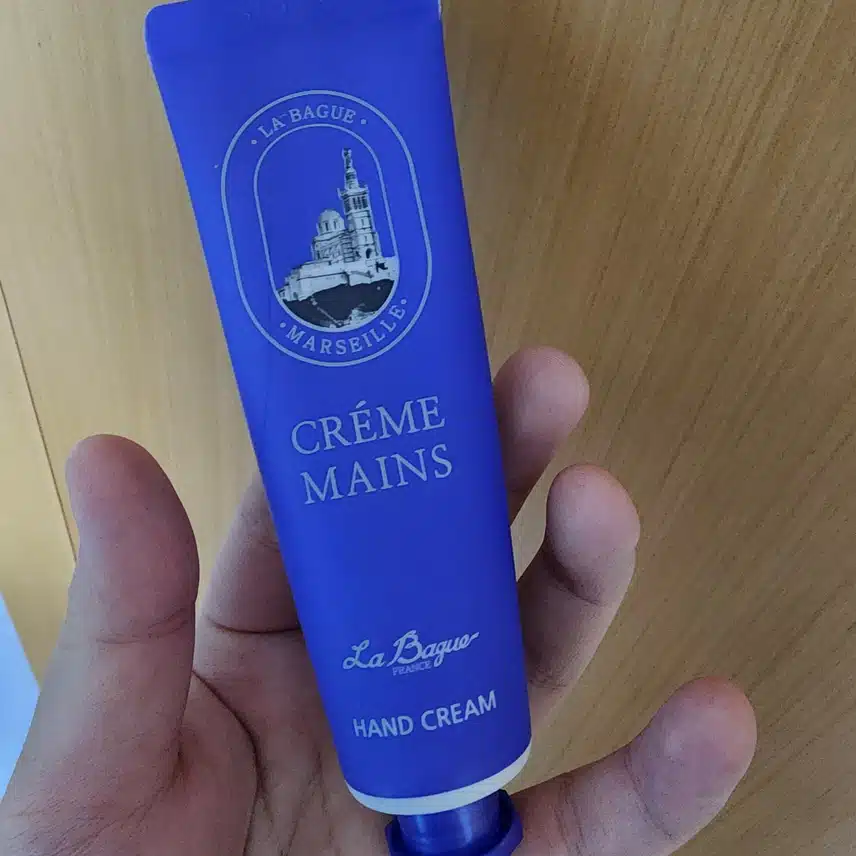 • LA BAGUE •
• MARSEILLE •
CRÉME
MAINS
La Bague
FRANCE
HAND CREAM